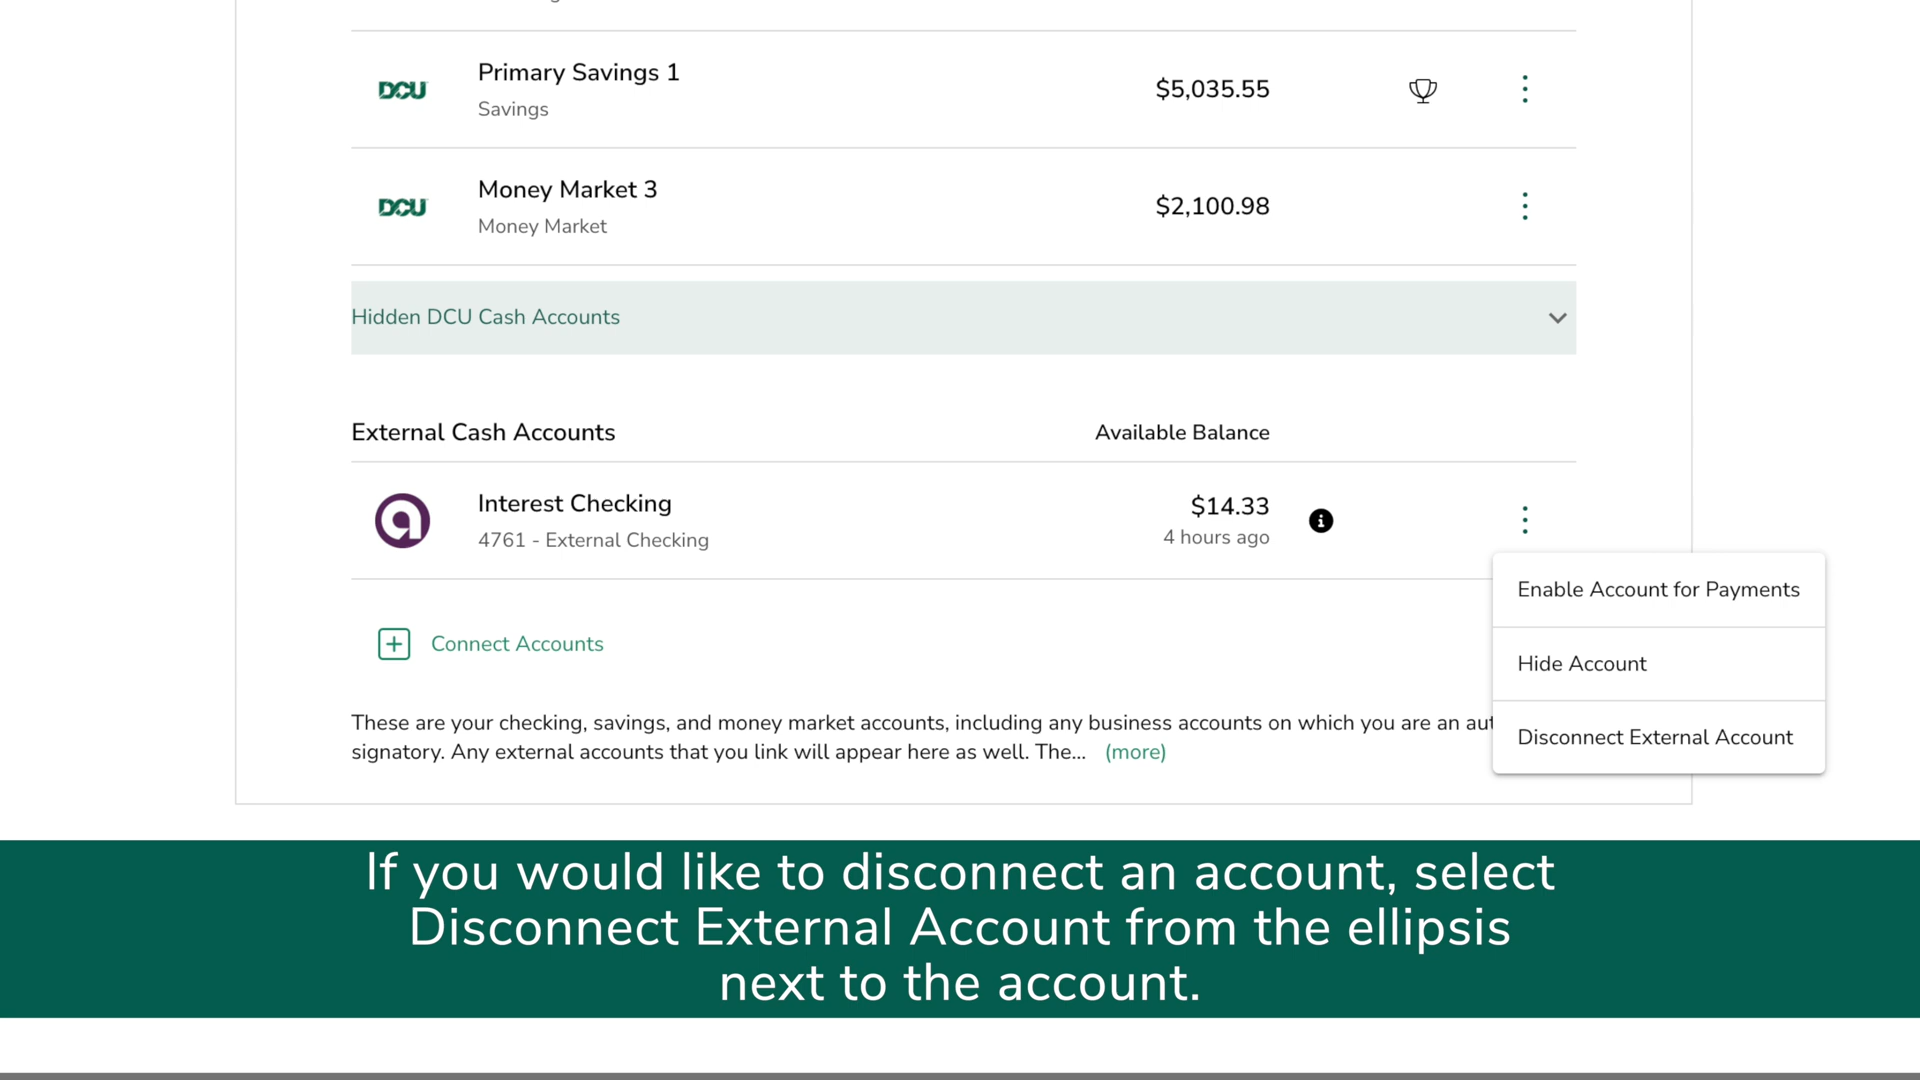 DCU
Primary Savings 1
$5,035.55
Savings
DCU
Money Market 3
$2,100.98
Money Market
Hidden DCU Cash Accounts
External Cash Accounts
Available Balance
Interest Checking
$14.33
4761 - External Checking
4 hours ago
Enable Account for Payments
Connect Accounts
Hide Account
These are your checking, savings, and money market accounts, including any business accounts on which you are an aut
signatory. Any external accounts that you link will appear here as well. The... (more)
Disconnect External Account
If you would like to disconnect an account, select
Disconnect External Account from the ellipsis
next to the account.